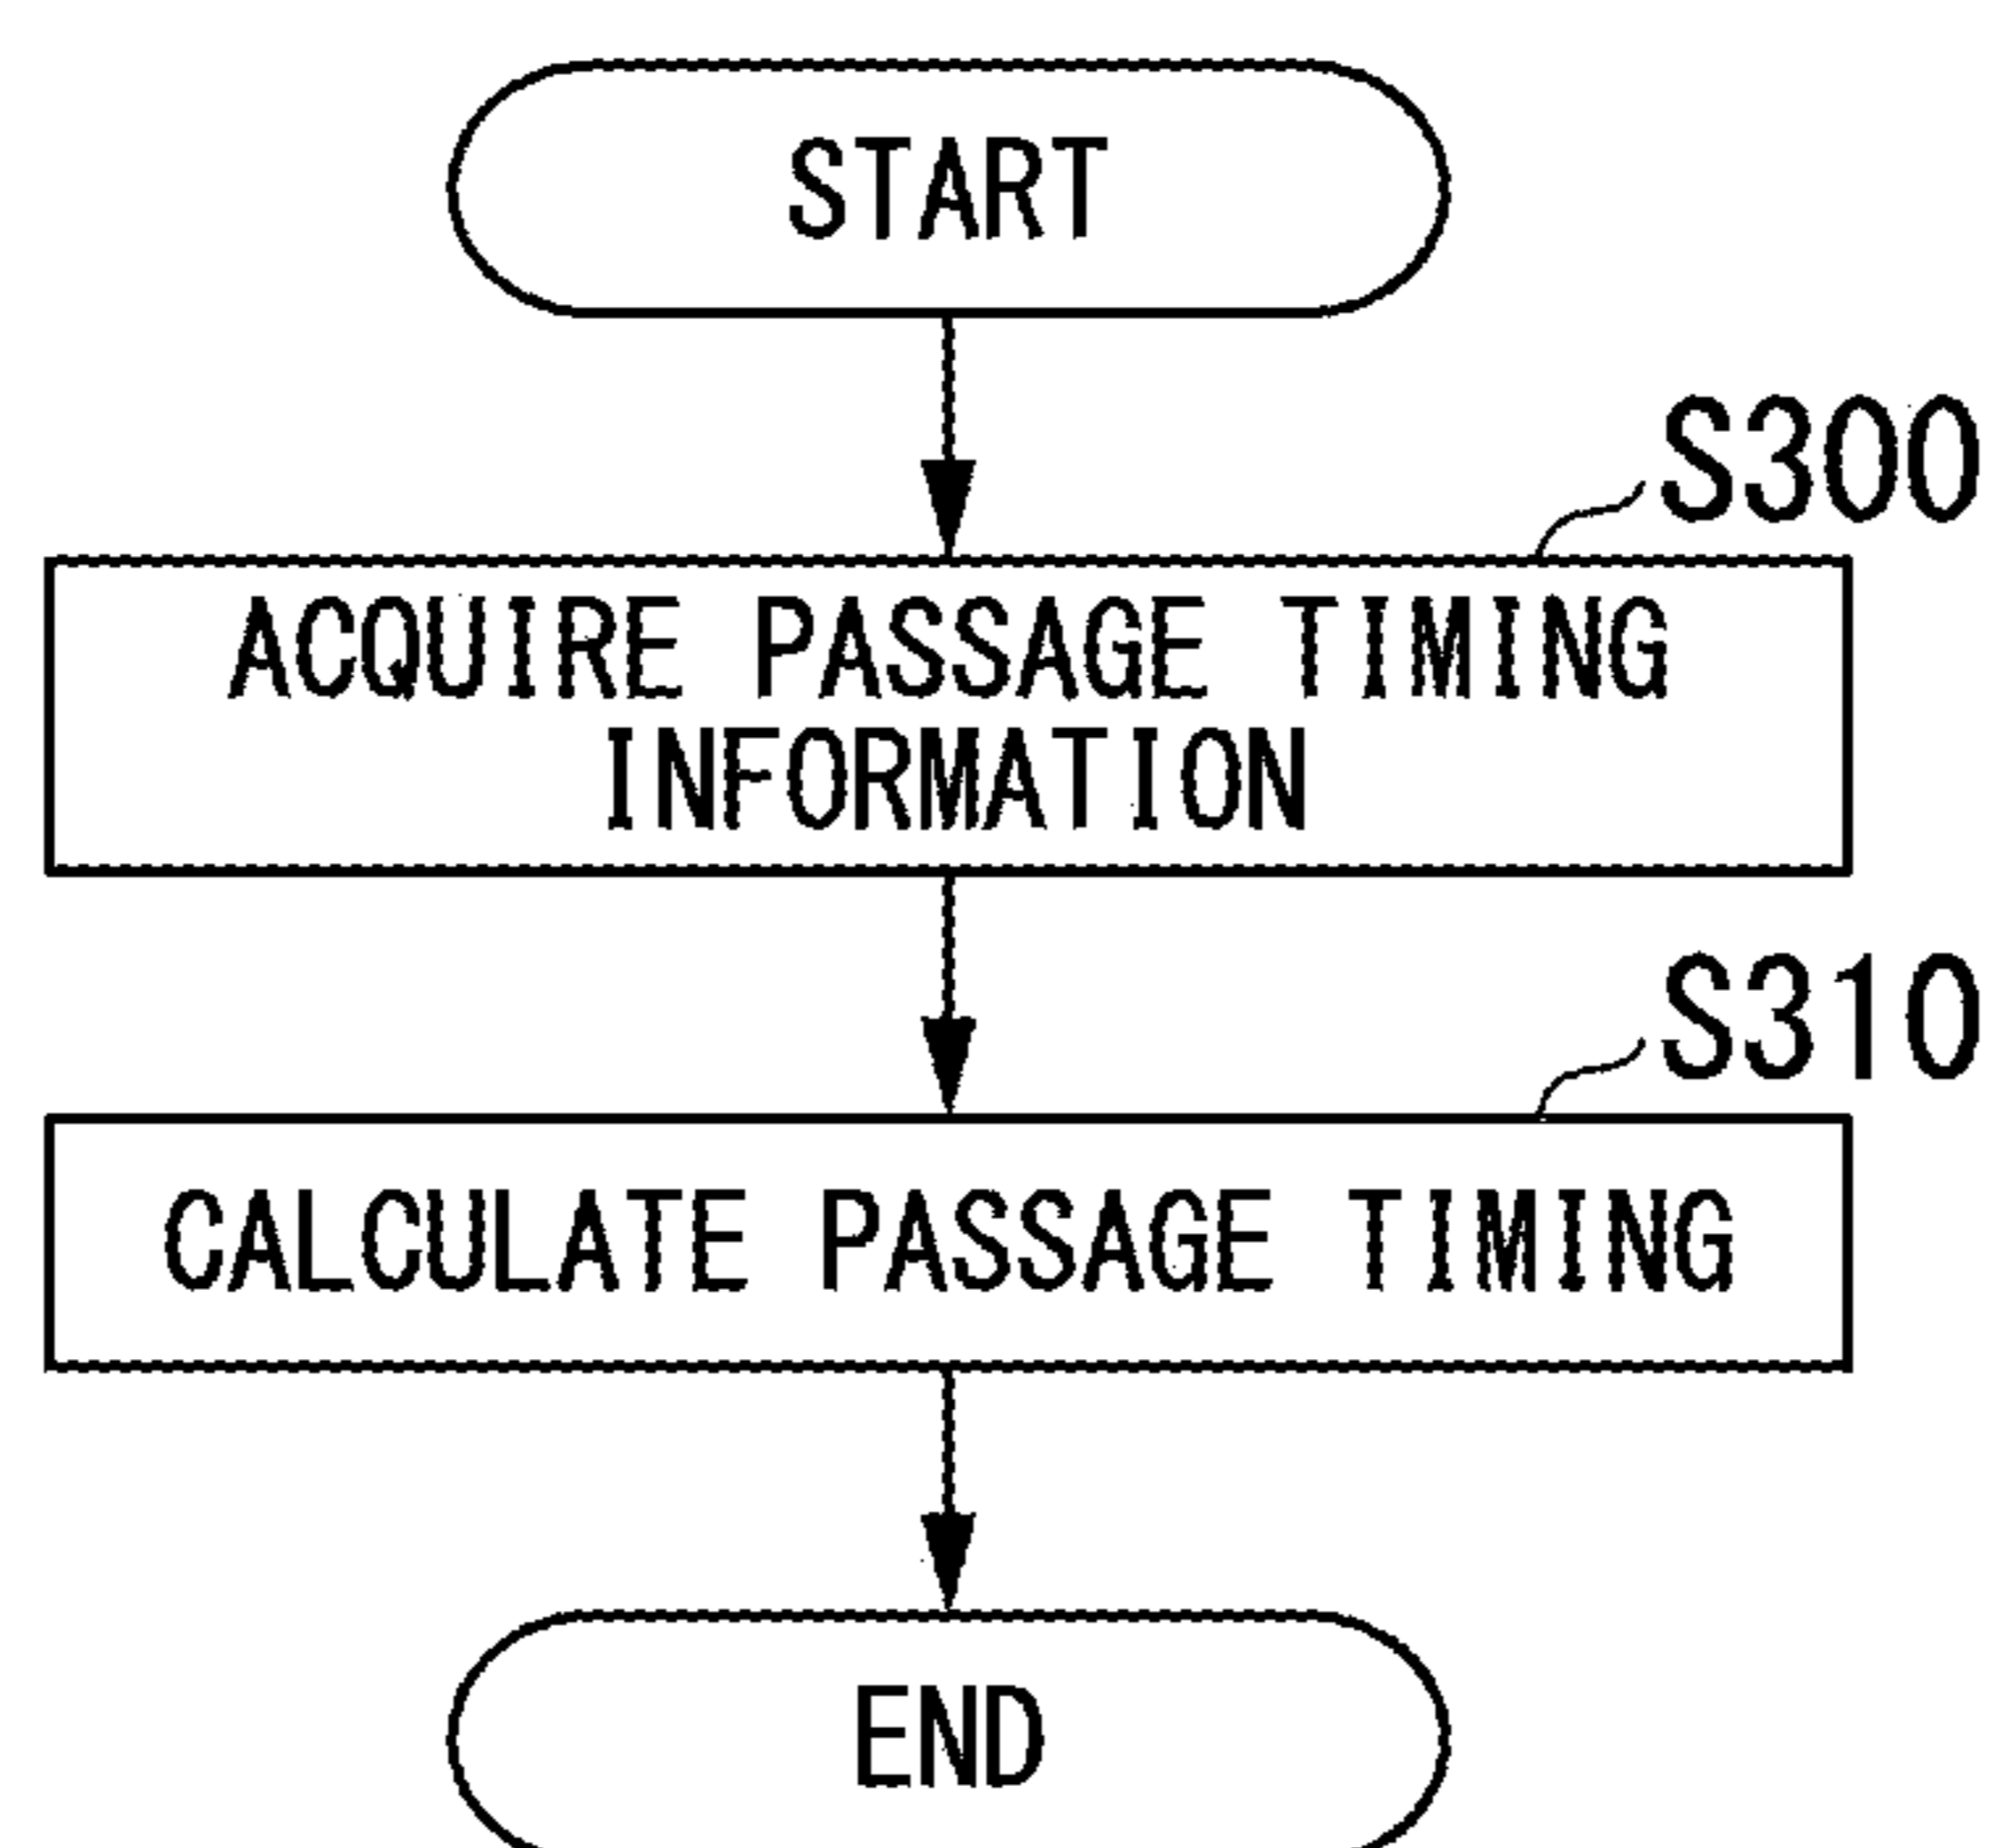 START
S300
ACQUIRE PASSAGE TIMING
INFORMATION
S310
CALCULATE PASSAGE TIMING
END